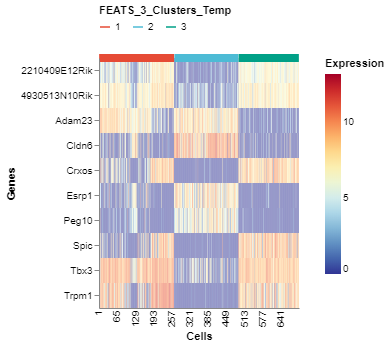 FEATS_3_Clusters_Temp
1 2 3
Expression
10
5
0
Genes
2210409E12Rik
4930513N10Rik
Adam23
Cldn6
Crxos
Esrp1
Peg10
Spic
Tbx3
Trpm1
1 65 129 193 257 321 385 449 513 577 641
Cells